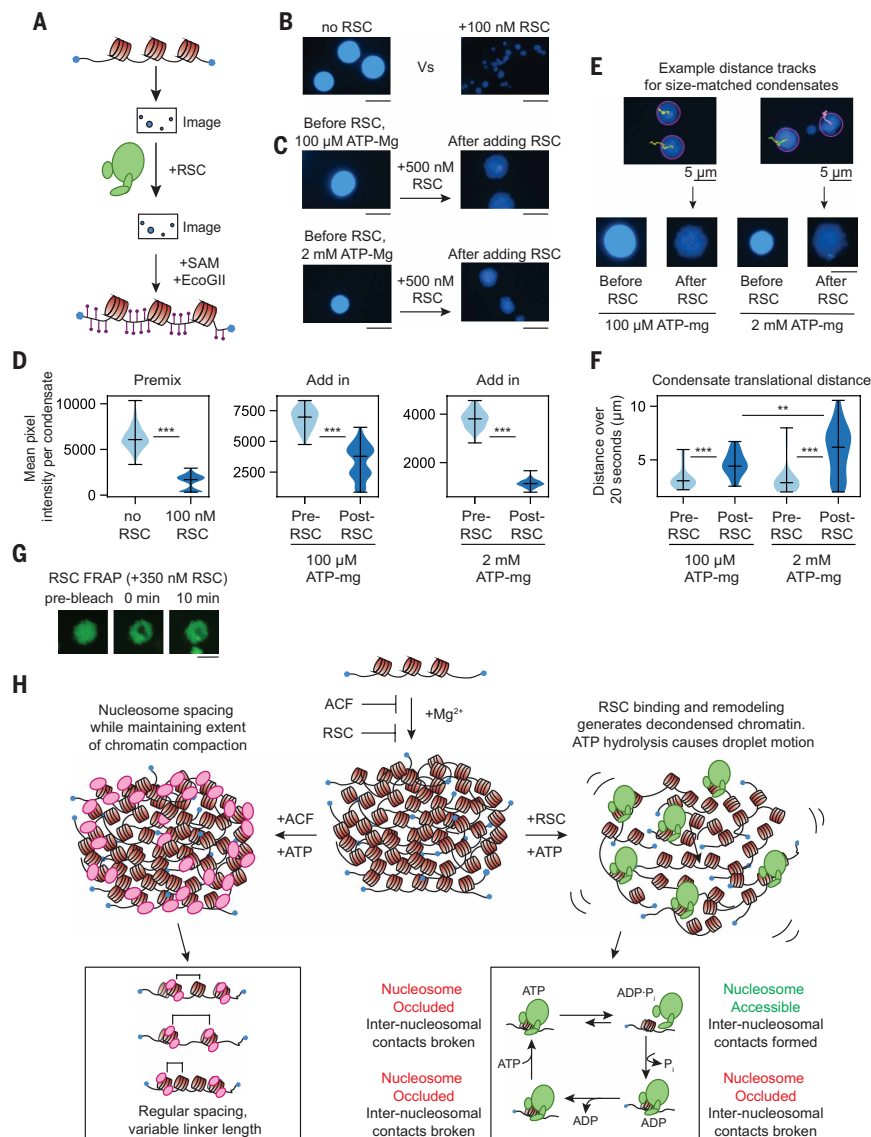 A
Image
+RSC
Image
+SAM
+EcoGII
B
no RSC
Vs
+100 nM RSC
C
Before RSC,
100 µM ATP-Mg
+500 nM
RSC
After adding RSC
Before RSC,
2 mM ATP-Mg
+500 nM
RSC
After adding RSC
E
Example distance tracks
for size-matched condensates
5 µm
5 µm
Before
RSC
After
RSC
Before
RSC
After
RSC
100 µM ATP-mg
2 mM ATP-mg
D
Mean pixel
intensity per condensate
Premix
10000
5000
0
***
no
RSC
100 nM
RSC
Add in
7500
5000
2500
***
Pre-
RSC
Post-
RSC
100 µM
ATP-mg
Add in
4000
2000
***
Pre-
RSC
Post-
RSC
2 mM
ATP-mg
F
Condensate translational distance
Distance over
20 seconds (µm)
10
5
***
**
***
Pre-
RSC
Post-
RSC
Pre-
RSC
Post-
RSC
100 µM
ATP-mg
2 mM
ATP-mg
G
RSC FRAP (+350 nM RSC)
pre-bleach 0 min 10 min
H
Nucleosome spacing
while maintaining extent
of chromatin compaction
ACF
RSC
+Mg²⁺
RSC binding and remodeling
generates decondensed chromatin.
ATP hydrolysis causes droplet motion
+ACF
+ATP
+RSC
+ATP
Regular spacing,
variable linker length
Nucleosome
Occluded
Inter-nucleosomal
contacts broken
Nucleosome
Occluded
Inter-nucleosomal
contacts broken
ATP
ADP·Pi
ATP
Pi
ADP
ADP
Nucleosome
Accessible
Inter-nucleosomal
contacts formed
Nucleosome
Occluded
Inter-nucleosomal
contacts broken